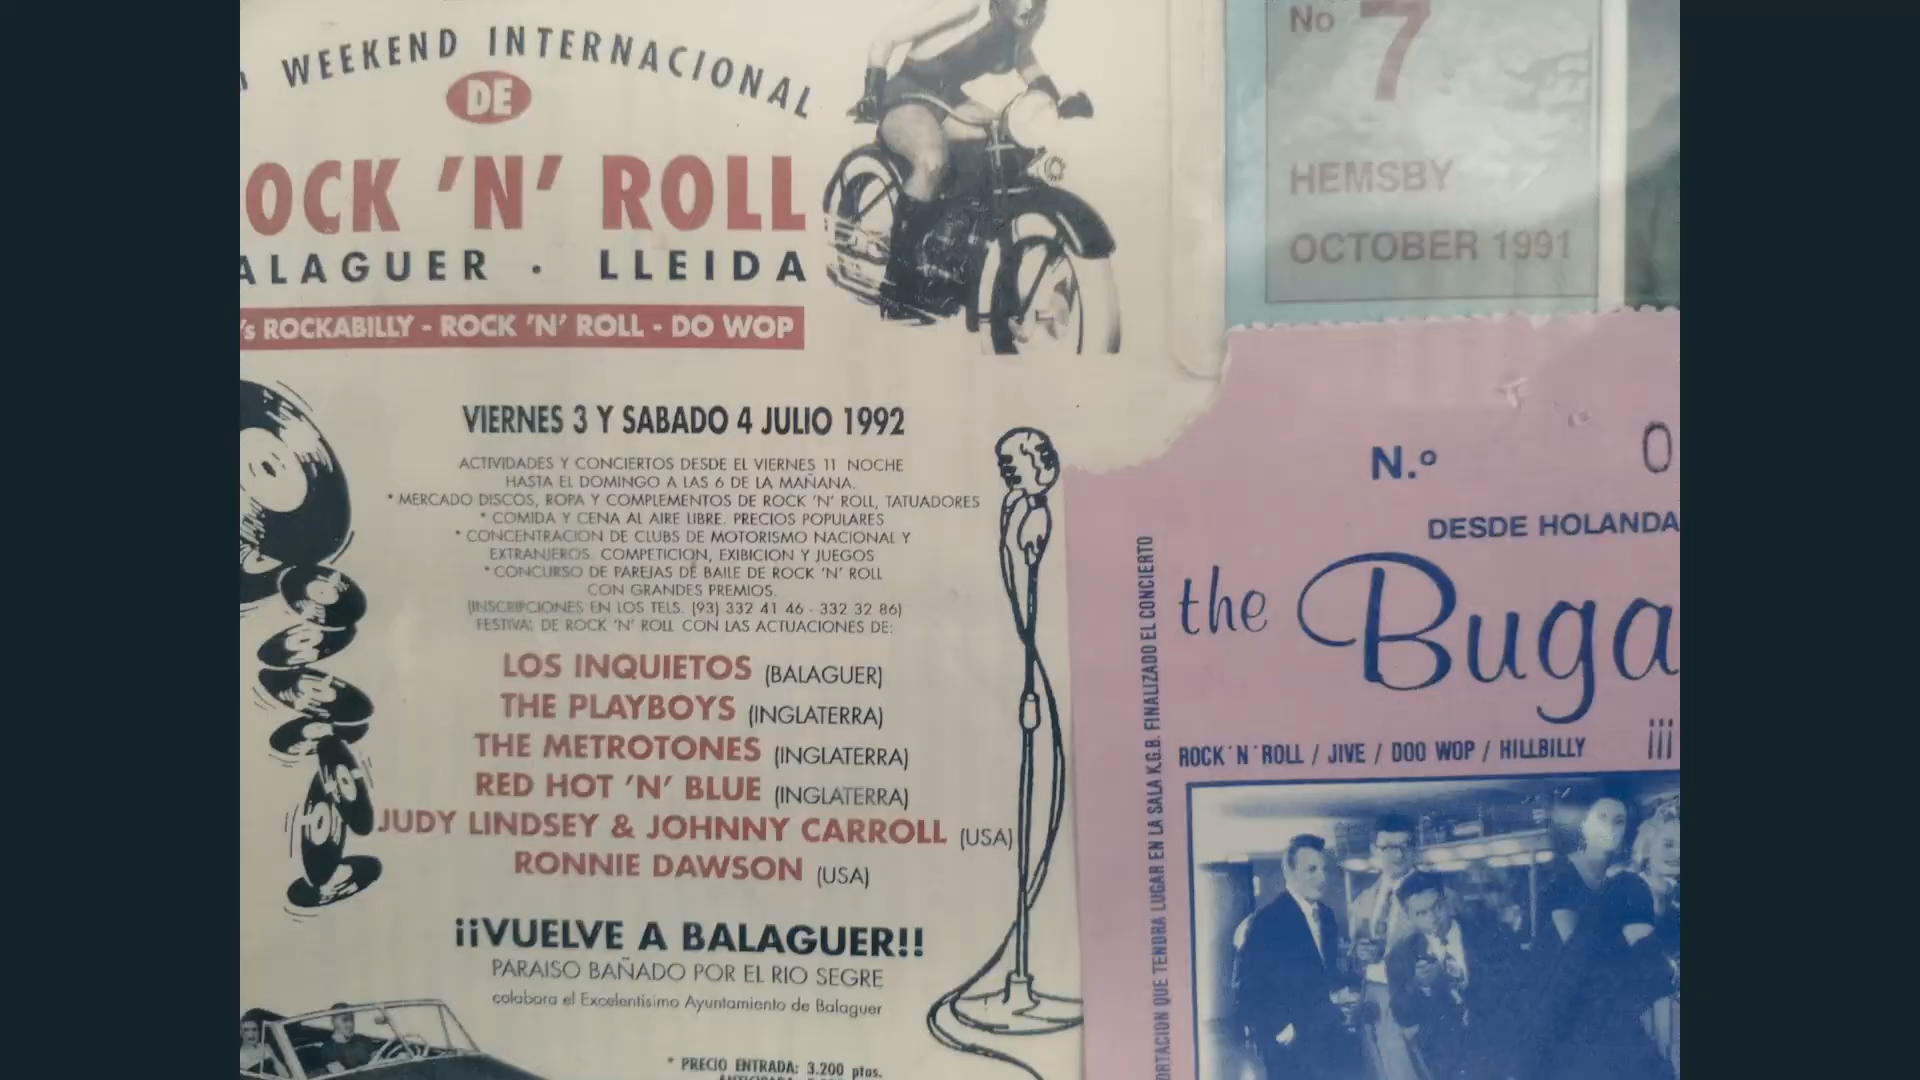 WEEKEND INTERNACIONAL
DE
OCK 'N' ROLL
ALAGUER · LLEIDA
's ROCKABILLY - ROCK 'N' ROLL - DO WOP
VIERNES 3 Y SABADO 4 JULIO 1992
ACTIVIDADES Y CONCIERTOS DESDE EL VIERNES 11 NOCHE
HASTA EL DOMINGO A LAS 6 DE LA MAÑANA.
* MERCADO DISCOS, ROPA Y COMPLEMENTOS DE ROCK 'N' ROLL, TATUADORES
* COMIDA Y CENA AL AIRE LIBRE. PRECIOS POPULARES
* CONCENTRACION DE CLUBS DE MOTORISMO NACIONAL Y
EXTRANJEROS. COMPETICION, EXIBICION Y JUEGOS
* CONCURSO DE PAREJAS DE BAILE DE ROCK 'N' ROLL
CON GRANDES PREMIOS.
(INSCRIPCIONES EN LOS TELS. (93) 332 41 46 - 332 32 86)
FESTIVAL DE ROCK 'N' ROLL CON LAS ACTUACIONES DE:
LOS INQUIETOS (BALAGUER)
THE PLAYBOYS (INGLATERRA)
THE METROTONES (INGLATERRA)
RED HOT 'N' BLUE (INGLATERRA)
JUDY LINDSEY & JOHNNY CARROLL (USA)
RONNIE DAWSON (USA)
¡¡VUELVE A BALAGUER!!
PARAISO BAÑADO POR EL RIO SEGRE
colabora el Excelentísimo Ayuntamiento de Balaguer
* PRECIO ENTRADA: 3.200 ptas.
No 7
HEMSBY
OCTOBER 1991
N.º 0
DESDE HOLANDA
the Buga
ROCK'N'ROLL / JIVE / DOO WOP / HILLBILLY ¡¡¡
ORTACION QUE TENDRA LUGAR EN LA SALA K.G.B. FINALIZADO EL CONCIERTO